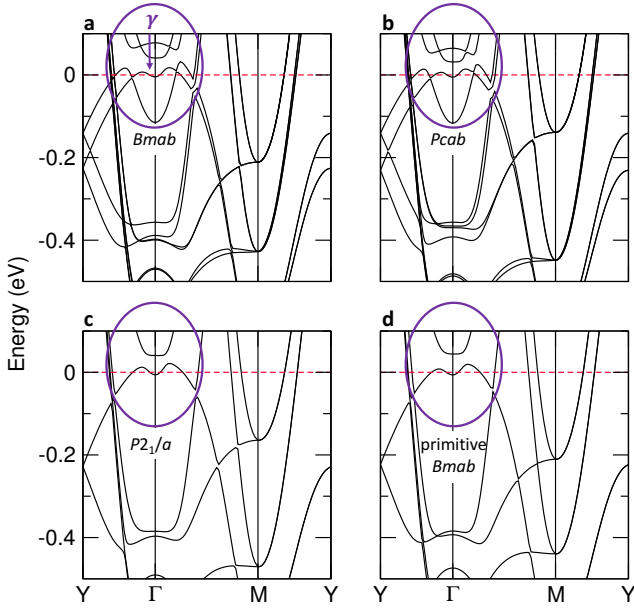 a
γ
b
0
-0.2
-0.4
Bmab
Pcab
Energy (eV)
c
d
0
-0.2
-0.4
P2₁/a
primitive
Bmab
Y Γ M Y
Y Γ M Y